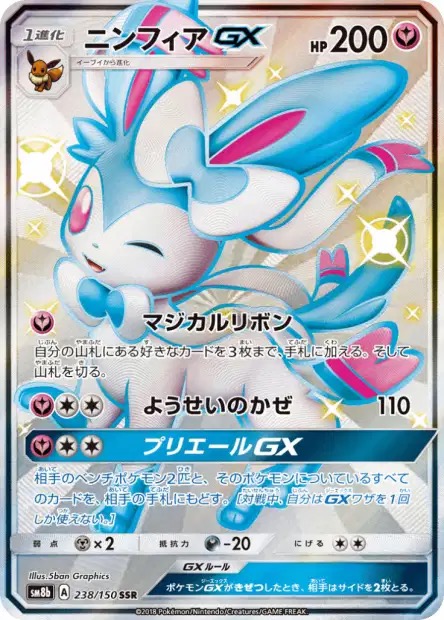 1進化 ニンフィアGX HP200
イーブイから進化
マジカルリボン
自分の山札にある好きなカードを3枚まで、手札に加える。そして
山札を切る。
ようせいのかぜ 110
プリエールGX
相手のベンチポケモン2匹と、そのポケモンについているすべて
のカードを、相手の手札にもどす。[対戦中、自分はGXワザを1回
しか使えない。]
弱点 ×2 抵抗力 -20 にげる
Illus.5ban Graphics
GXルール
sm8b A 238/150 SSR
ポケモンGXがきぜつしたとき、相手はサイドを2枚とる。
©2018 Pokémon/Nintendo/Creatures/GAME FREAK.